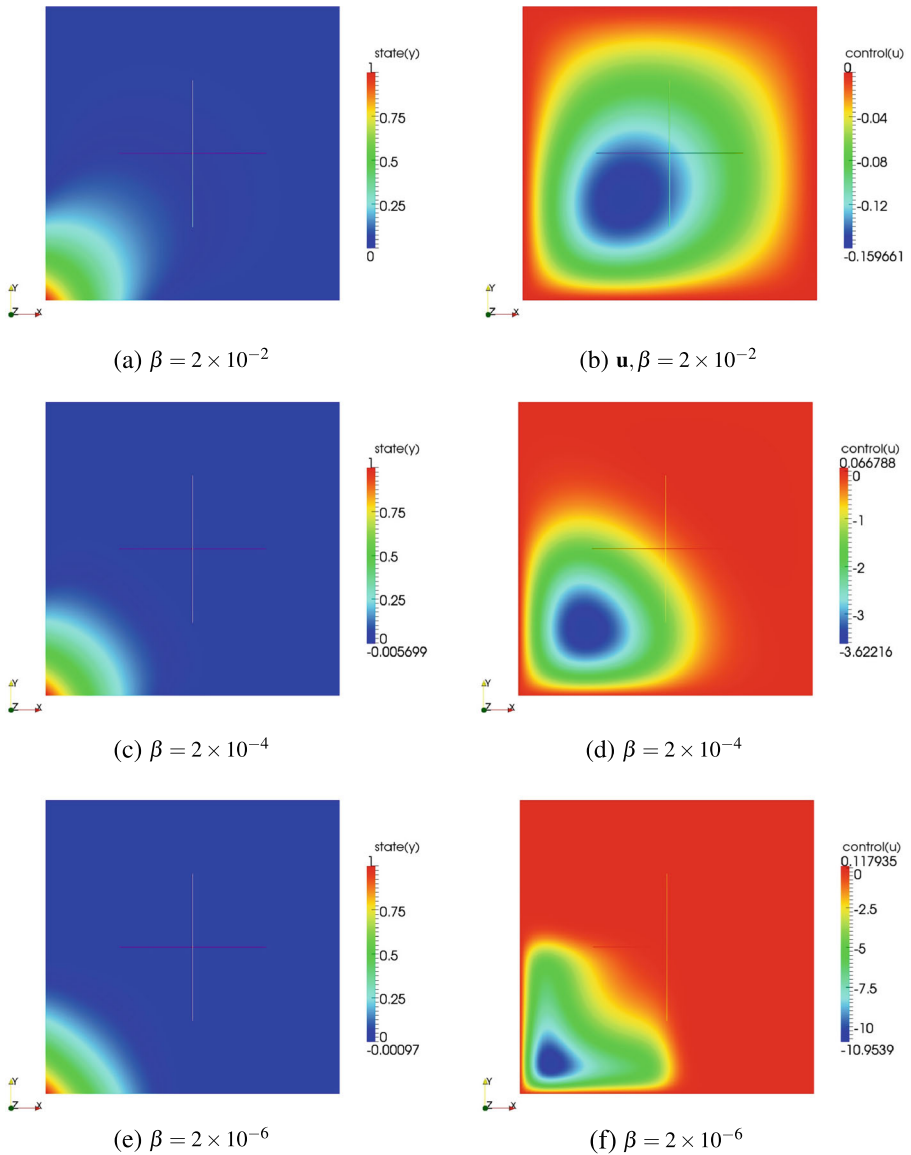 state(y)
1
0.75
0.5
0.25
0
Y
Z
X
(a) β = 2 × 10⁻²
control(u)
0
-0.04
-0.08
-0.12
-0.159661
Y
Z
X
(b) u, β = 2 × 10⁻²
state(y)
1
0.75
0.5
0.25
0
-0.005699
Y
Z
X
(c) β = 2 × 10⁻⁴
control(u)
0.066788
0
-1
-2
-3
-3.62216
Y
Z
X
(d) β = 2 × 10⁻⁴
state(y)
1
0.75
0.5
0.25
0
-0.00097
Y
Z
X
(e) β = 2 × 10⁻⁶
control(u)
0.117935
0
-2.5
-5
-7.5
-10
-10.9539
Y
Z
X
(f) β = 2 × 10⁻⁶